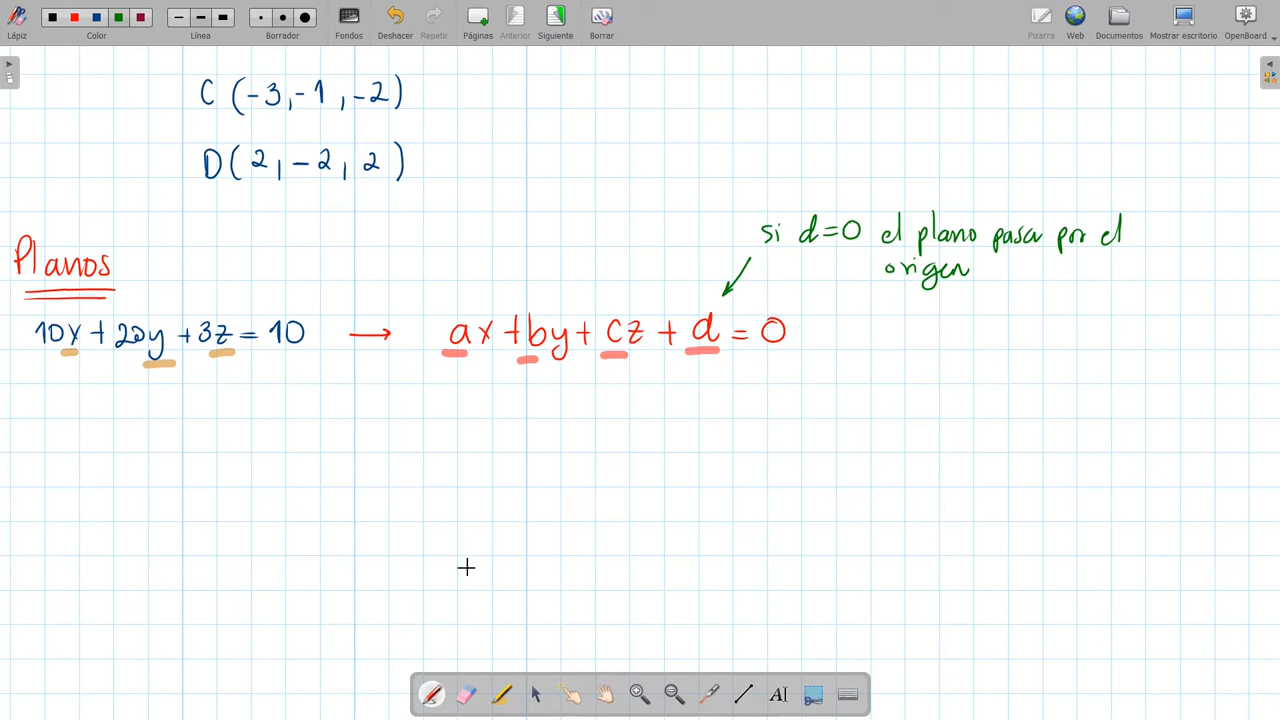 Lápiz Color Línea Borrador Fondos Deshacer Repetir Páginas Anterior Siguiente Borrar Pizarra Web Documentos Mostrar escritorio OpenBoard
C (-3,-1,-2)
D(2,-2,2)
si d=0 el plano pasa por el
origen
Planos
10x+20y+3z=10 → ax+by+cz+d=0